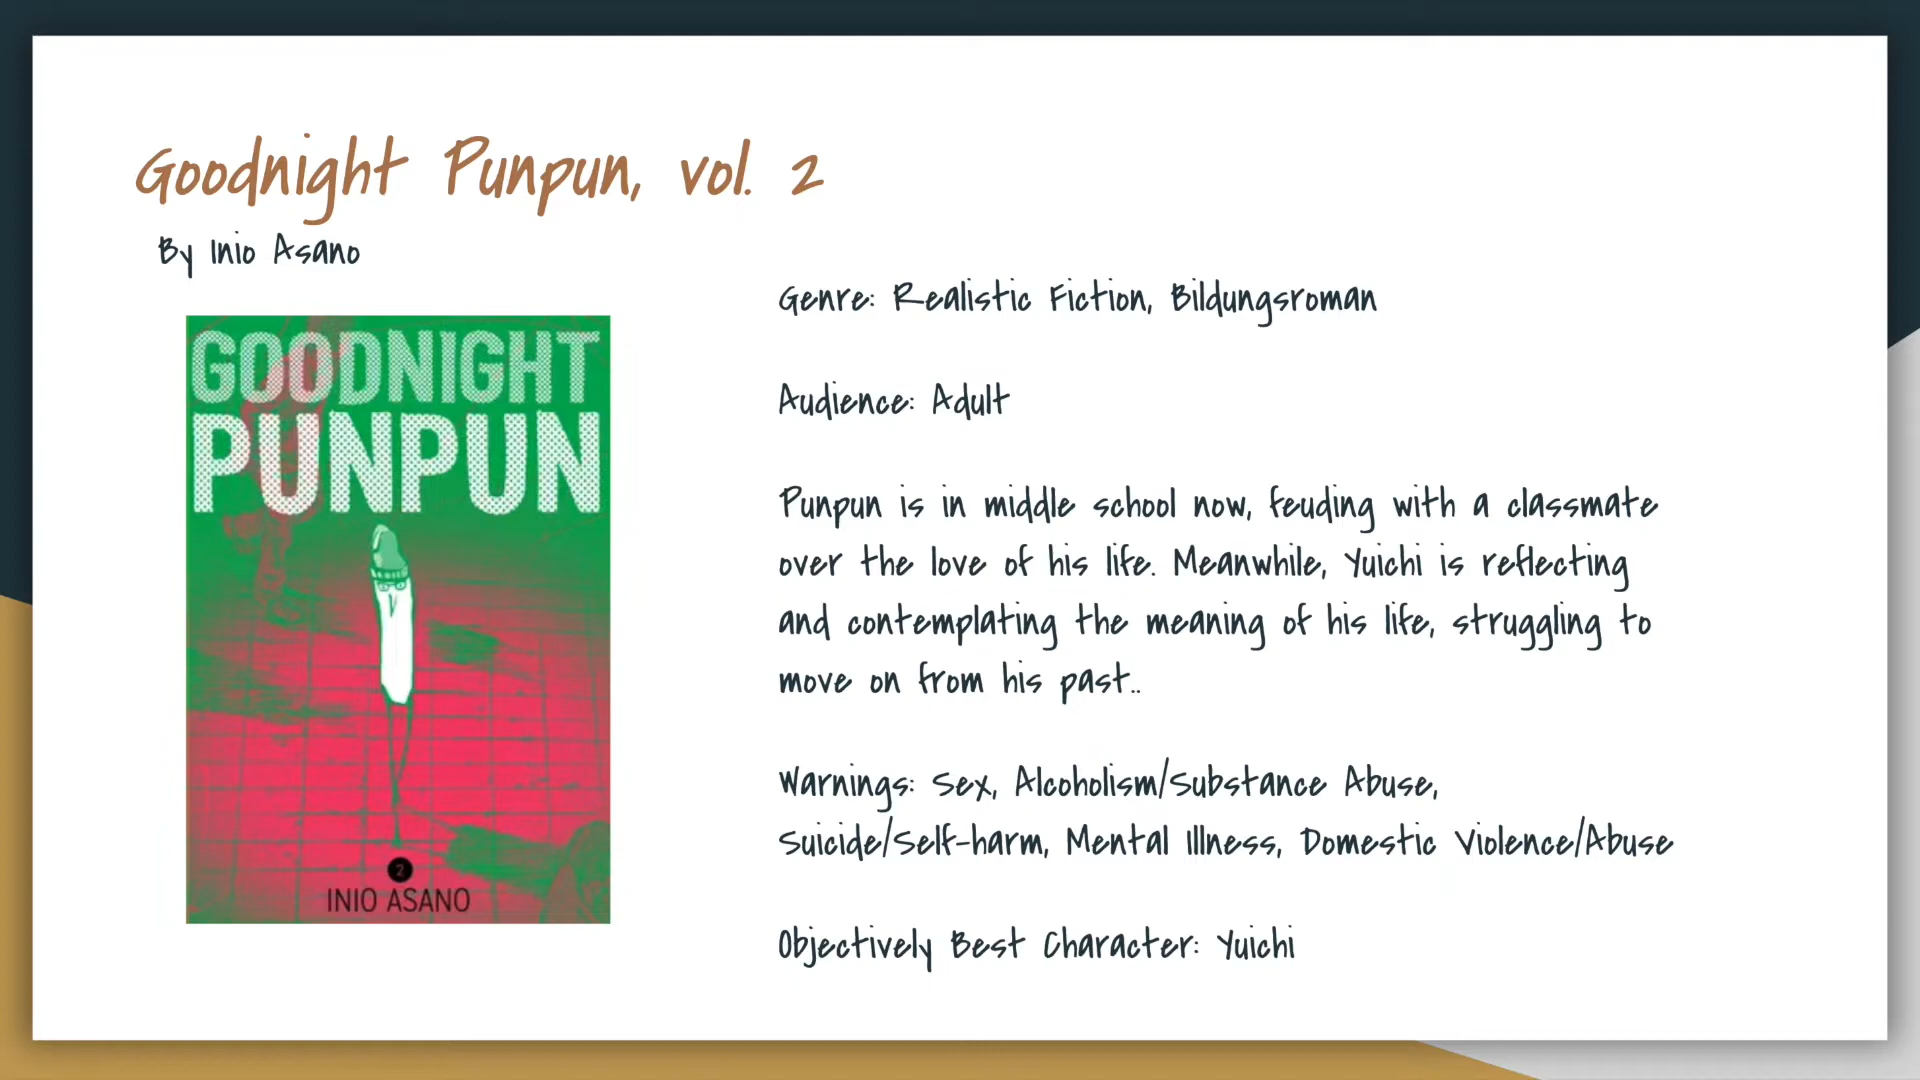 Goodnight Punpun, vol. 2
By Inio Asano
GOODNIGHT
PUNPUN
2
INIO ASANO
Genre: Realistic Fiction, Bildungsroman
Audience: Adult
Punpun is in middle school now, feuding with a classmate
over the love of his life. Meanwhile, Yuichi is reflecting
and contemplating the meaning of his life, struggling to
move on from his past..
Warnings: Sex, Alcoholism/Substance Abuse,
Suicide/Self-harm, Mental Illness, Domestic Violence/Abuse
Objectively Best Character: Yuichi